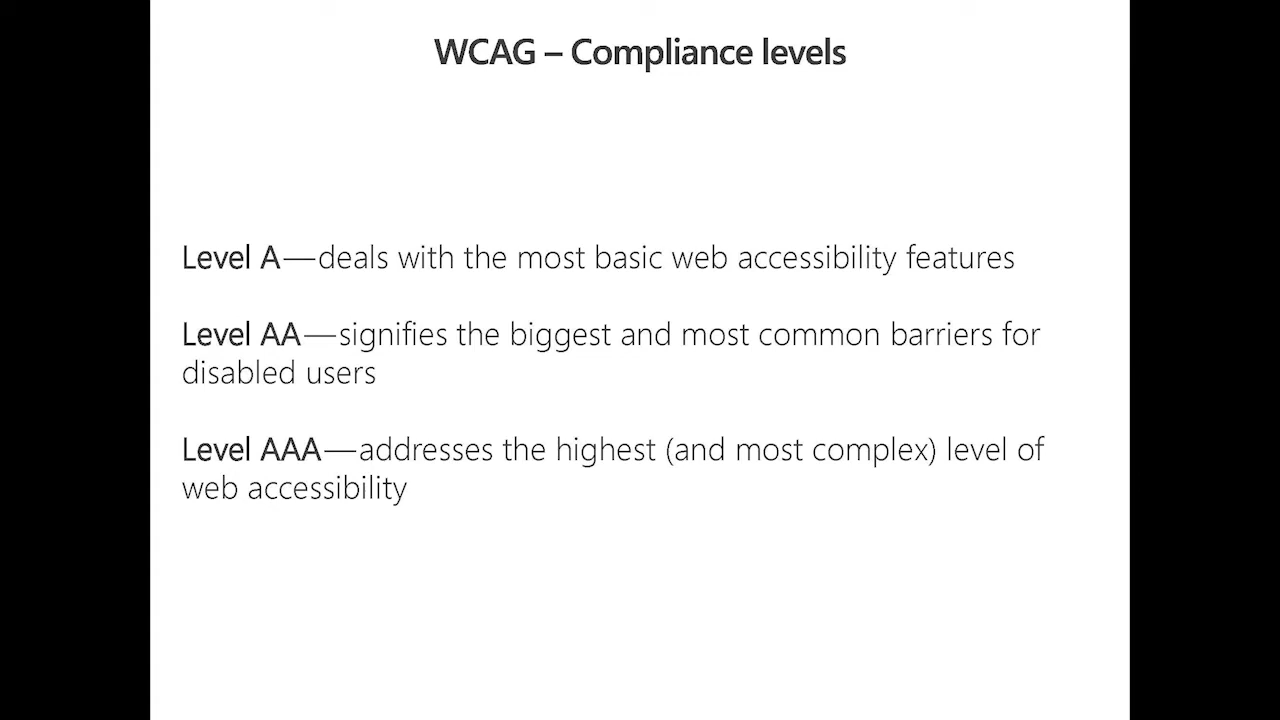 WCAG – Compliance levels
Level A—deals with the most basic web accessibility features
Level AA—signifies the biggest and most common barriers for
disabled users
Level AAA—addresses the highest (and most complex) level of
web accessibility